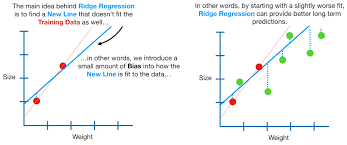 The main idea behind Ridge Regression
is to find a New Line that doesn't fit the
Training Data as well...
...in other words, we introduce a
small amount of Bias into how the
New Line is fit to the data...
Size
Weight
In other words, by starting with a slightly worse fit,
Ridge Regression can provide better long term
predictions.
Size
Weight